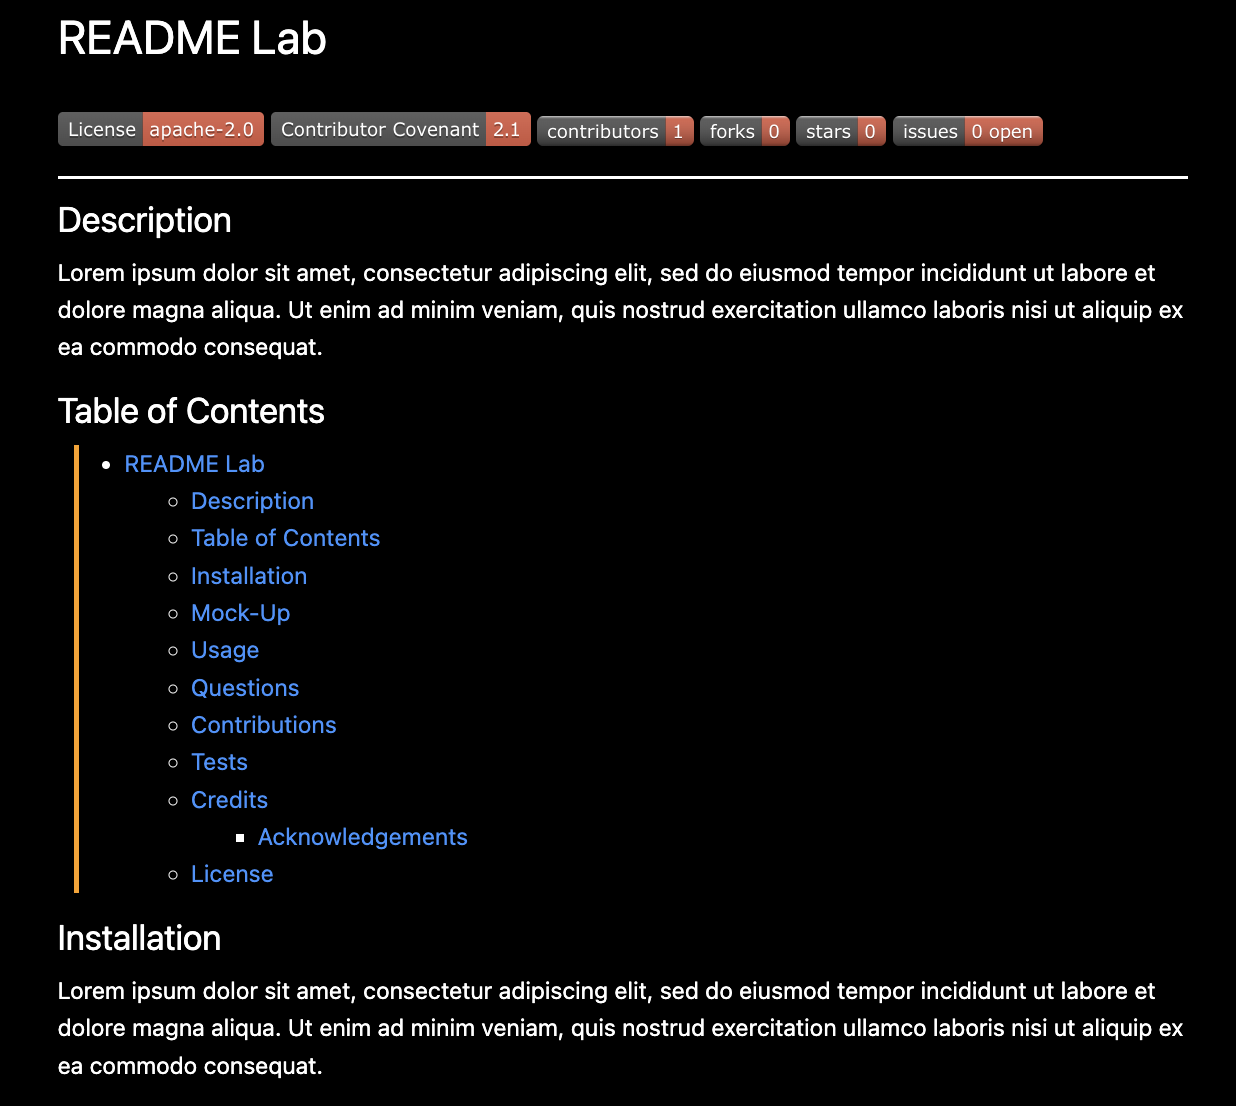 README Lab
License apache-2.0 Contributor Covenant 2.1 contributors 1 forks 0 stars 0 issues 0 open
Description
Lorem ipsum dolor sit amet, consectetur adipiscing elit, sed do eiusmod tempor incididunt ut labore et
dolore magna aliqua. Ut enim ad minim veniam, quis nostrud exercitation ullamco laboris nisi ut aliquip ex
ea commodo consequat.
Table of Contents
README Lab
Description
Table of Contents
Installation
Mock-Up
Usage
Questions
Contributions
Tests
Credits
Acknowledgements
License
Installation
Lorem ipsum dolor sit amet, consectetur adipiscing elit, sed do eiusmod tempor incididunt ut labore et
dolore magna aliqua. Ut enim ad minim veniam, quis nostrud exercitation ullamco laboris nisi ut aliquip ex
ea commodo consequat.